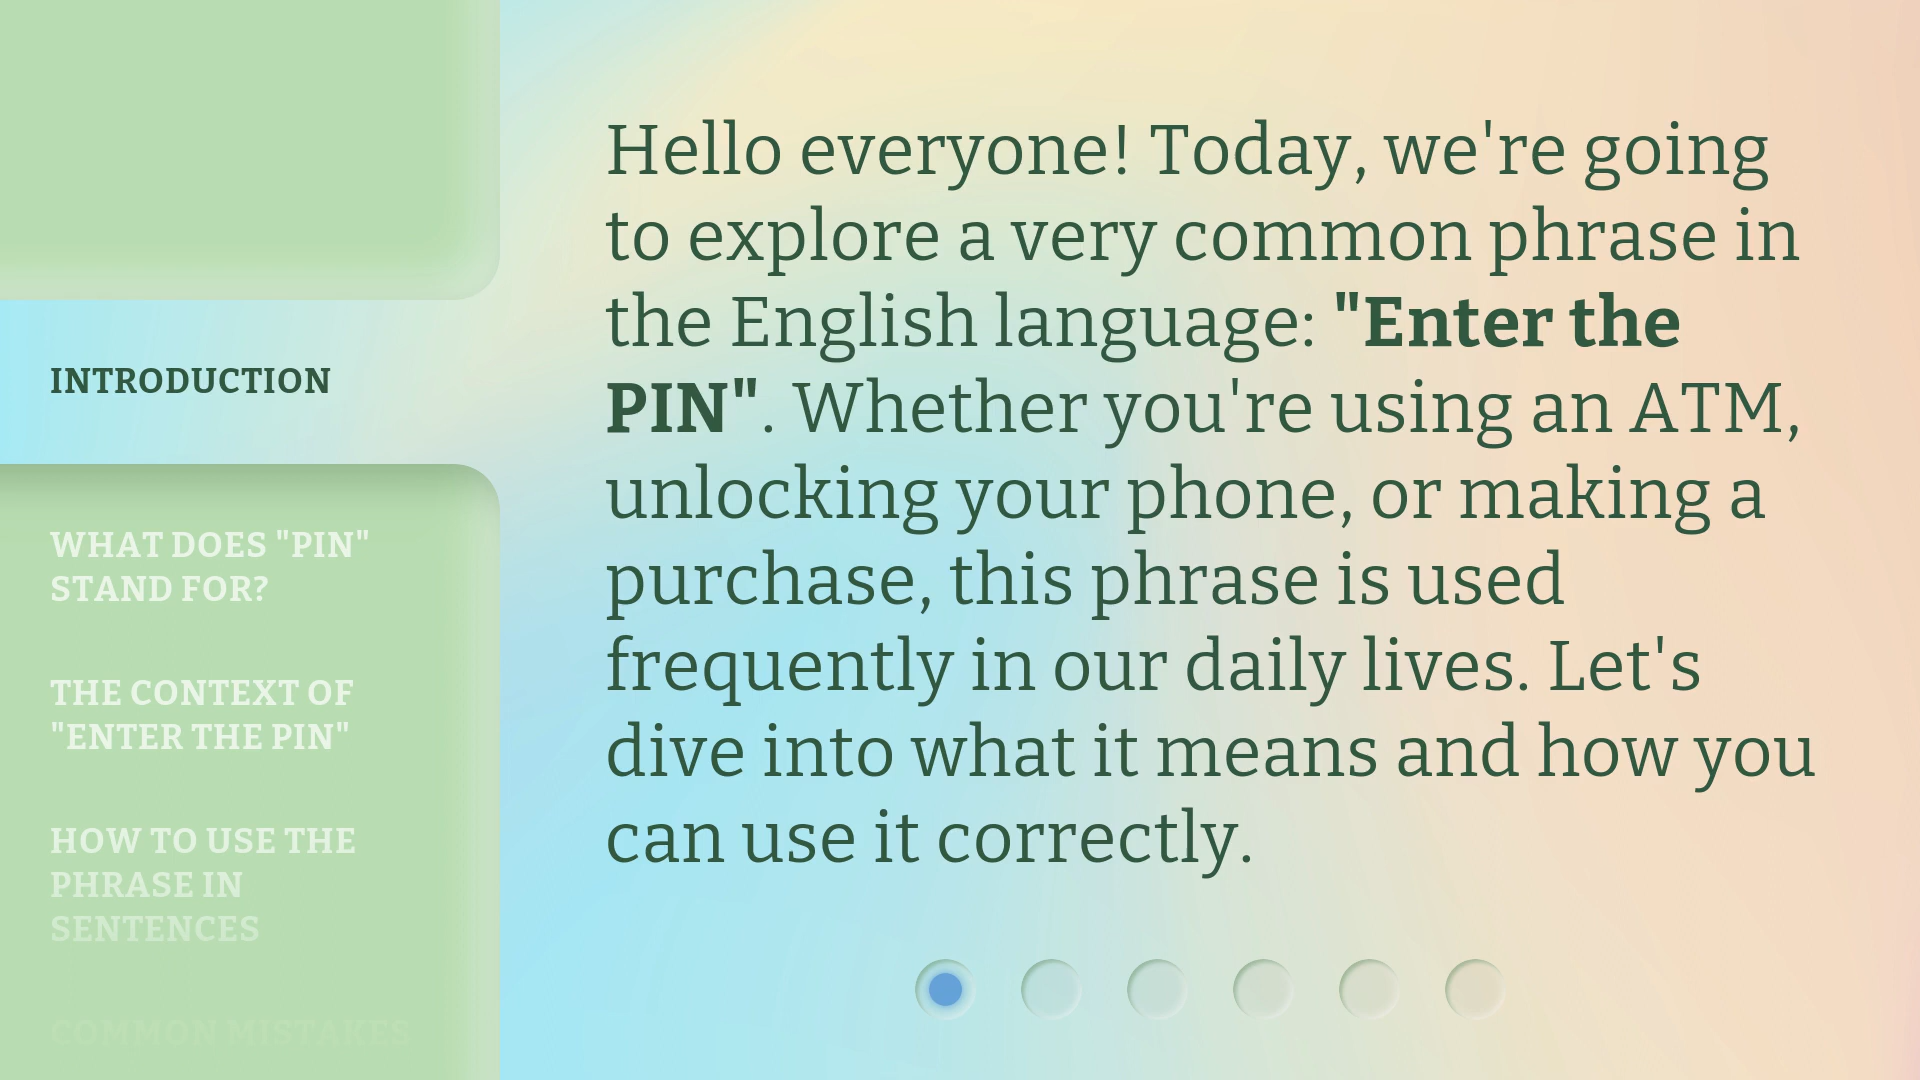 INTRODUCTION
WHAT DOES "PIN"
STAND FOR?
THE CONTEXT OF
"ENTER THE PIN"
HOW TO USE THE
PHRASE IN
SENTENCES
COMMON MISTAKES
Hello everyone! Today, we're going
to explore a very common phrase in
the English language: "Enter the
PIN". Whether you're using an ATM,
unlocking your phone, or making a
purchase, this phrase is used
frequently in our daily lives. Let's
dive into what it means and how you
can use it correctly.